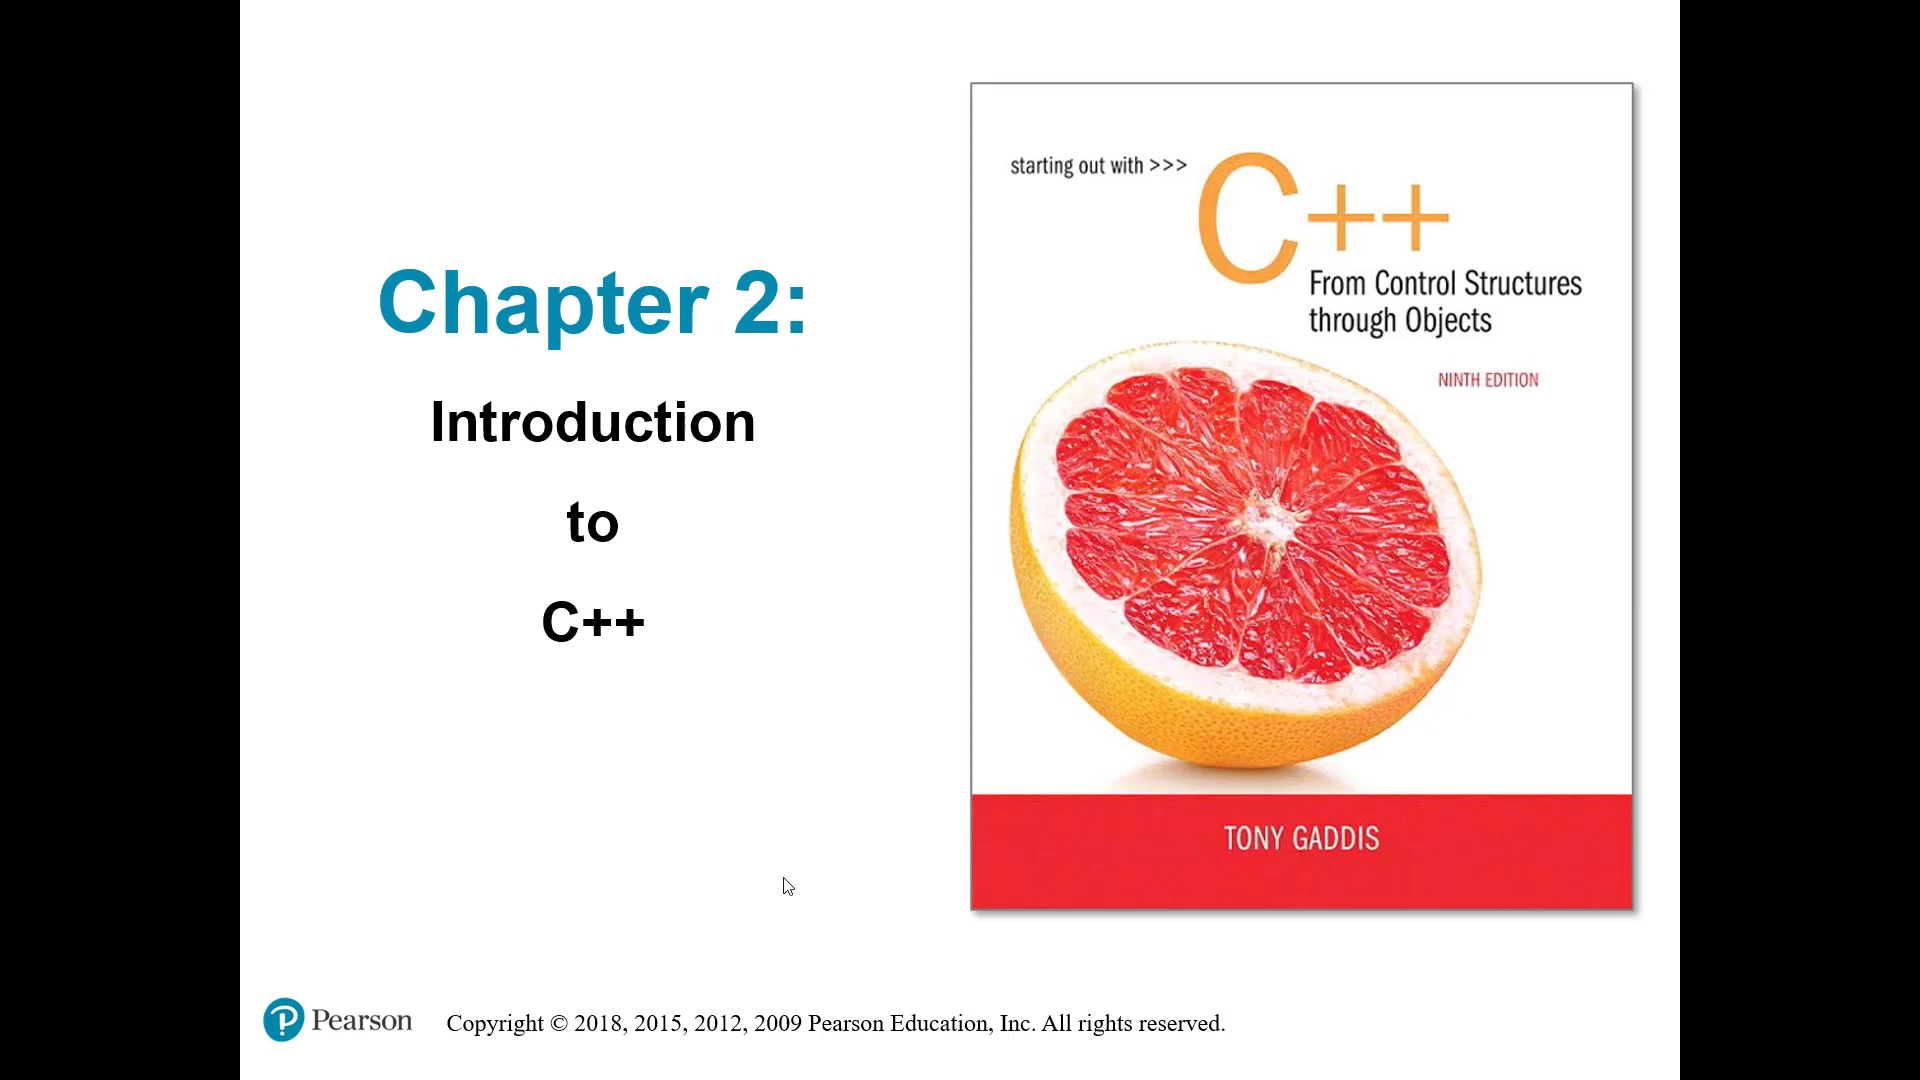 Chapter 2:
Introduction
to
C++
starting out with >>>
C++
From Control Structures
through Objects
NINTH EDITION
TONY GADDIS
Pearson
Copyright © 2018, 2015, 2012, 2009 Pearson Education, Inc. All rights reserved.